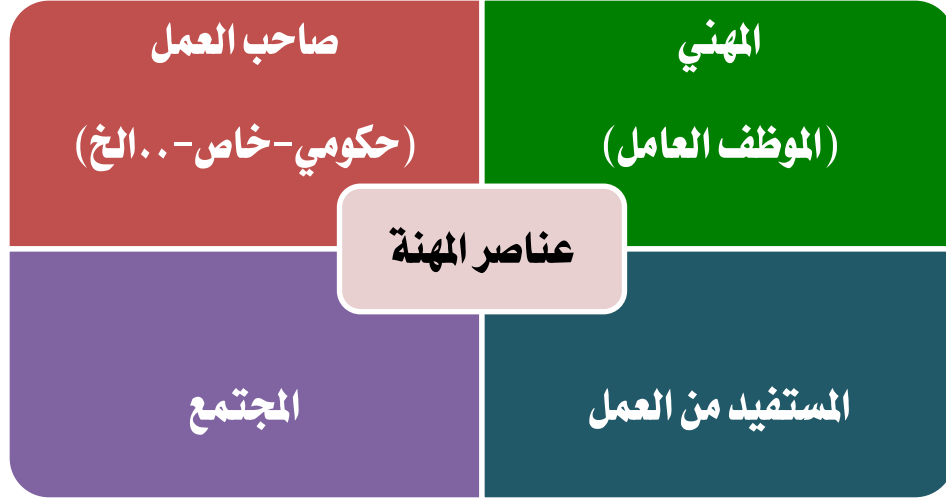 المهني
(الموظف العامل)
صاحب العمل
(حكومي-خاص-..الخ)
عناصر المهنة
المستفيد من العمل
المجتمع